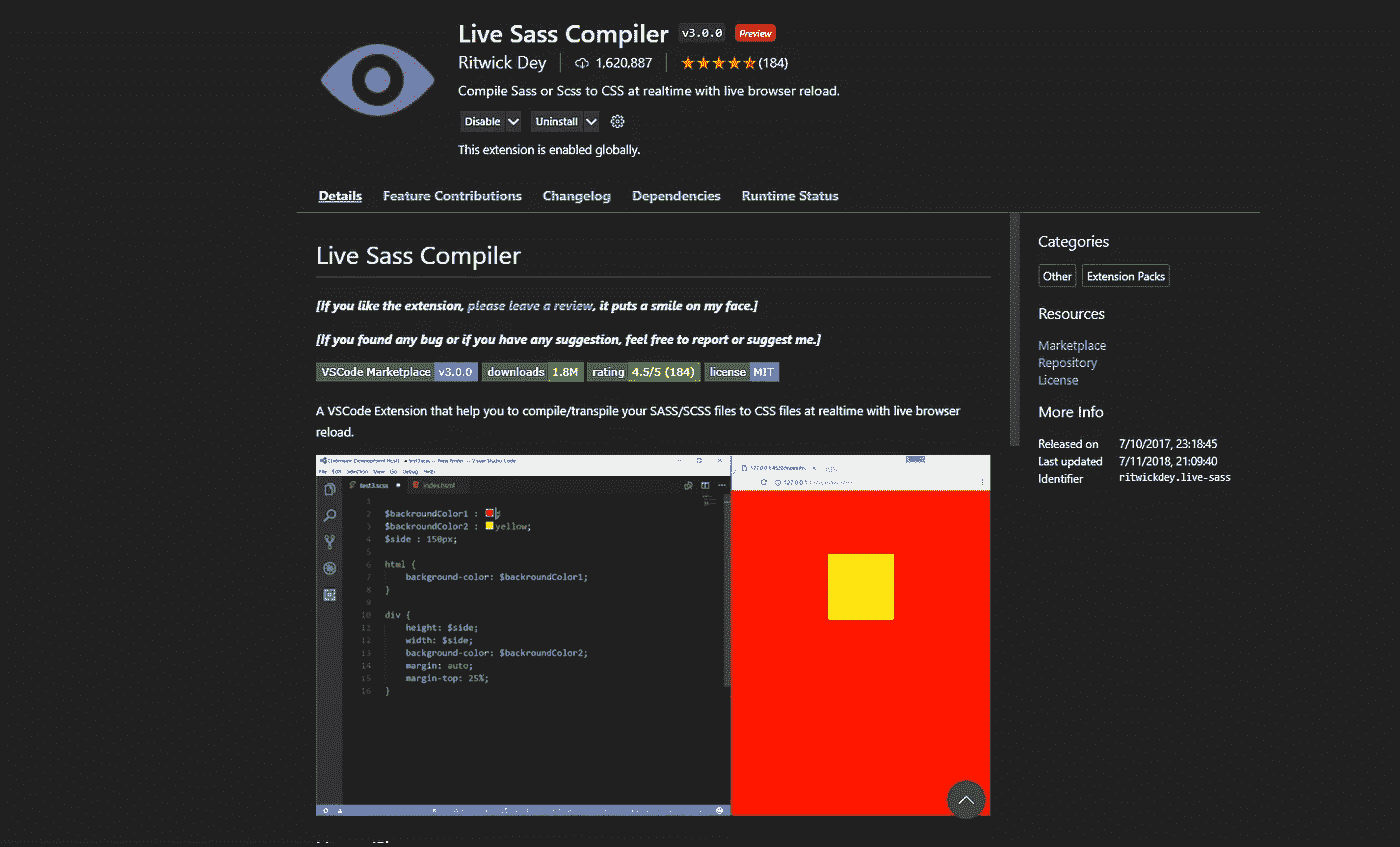 Live Sass Compiler v3.0.0 Preview
Ritwick Dey 1,620,887 (184)
Compile Sass or Scss to CSS at realtime with live browser reload.
Disable Uninstall
This extension is enabled globally.
Details Feature Contributions Changelog Dependencies Runtime Status
Live Sass Compiler
[If you like the extension, please leave a review, it puts a smile on my face.]
[If you found any bug or if you have any suggestion, feel free to report or suggest me.]
VSCode Marketplace v3.0.0 downloads 1.8M rating 4.5/5 (184) license MIT
A VSCode Extension that help you to compile/transpile your SASS/SCSS files to CSS files at realtime with live browser
reload.
File Edit Selection View Go Debug Help
test3.scss index.html
1
2 $backroundColor1 :
3 $backroundColor2 : yellow;
4 $side : 150px;
5
6 html {
7 background-color: $backroundColor1;
8 }
9
10 div {
11 height: $side;
12 width: $side;
13 background-color: $backroundColor2;
14 margin: auto;
15 margin-top: 25%;
16 }
Categories
Other Extension Packs
Resources
Marketplace
Repository
License
More Info
Released on 7/10/2017, 23:18:45
Last updated 7/11/2018, 21:09:40
Identifier ritwickdey.live-sass